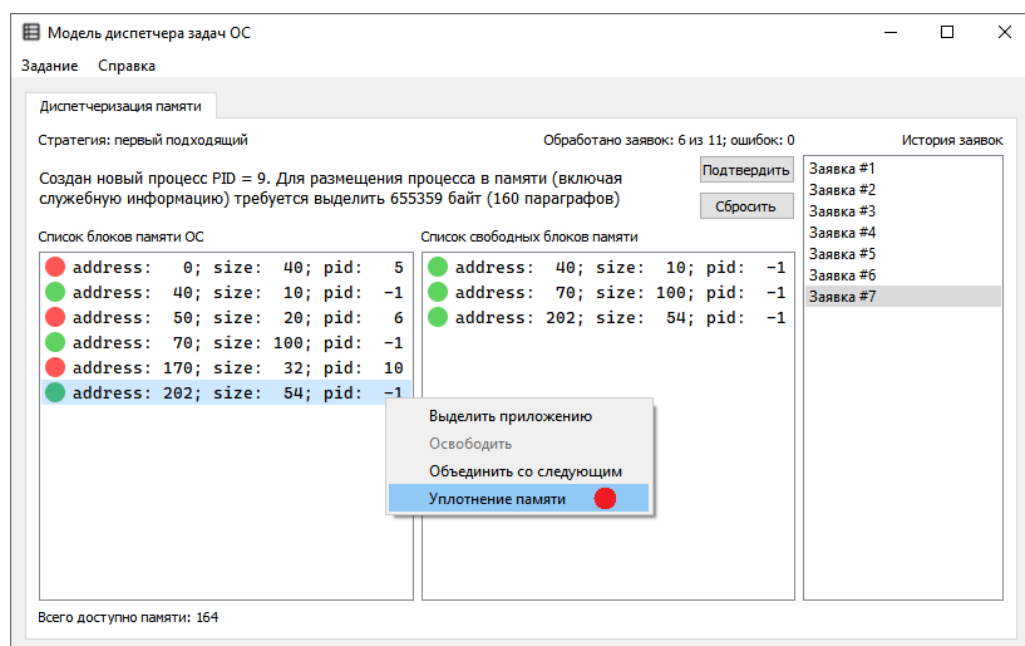 Модель диспетчера задач ОС
Задание Справка
Диспетчеризация памяти
Стратегия: первый подходящий Обработано заявок: 6 из 11; ошибок: 0 История заявок
Создан новый процесс PID = 9. Для размещения процесса в памяти (включая
служебную информацию) требуется выделить 655359 байт (160 параграфов)
Подтвердить
Сбросить
Список блоков памяти ОС
address: 0; size: 40; pid: 5
address: 40; size: 10; pid: -1
address: 50; size: 20; pid: 6
address: 70; size: 100; pid: -1
address: 170; size: 32; pid: 10
address: 202; size: 54; pid: -1
Список свободных блоков памяти
address: 40; size: 10; pid: -1
address: 70; size: 100; pid: -1
address: 202; size: 54; pid: -1
Выделить приложению
Освободить
Объединить со следующим
Уплотнение памяти
Заявка #1
Заявка #2
Заявка #3
Заявка #4
Заявка #5
Заявка #6
Заявка #7
Всего доступно памяти: 164